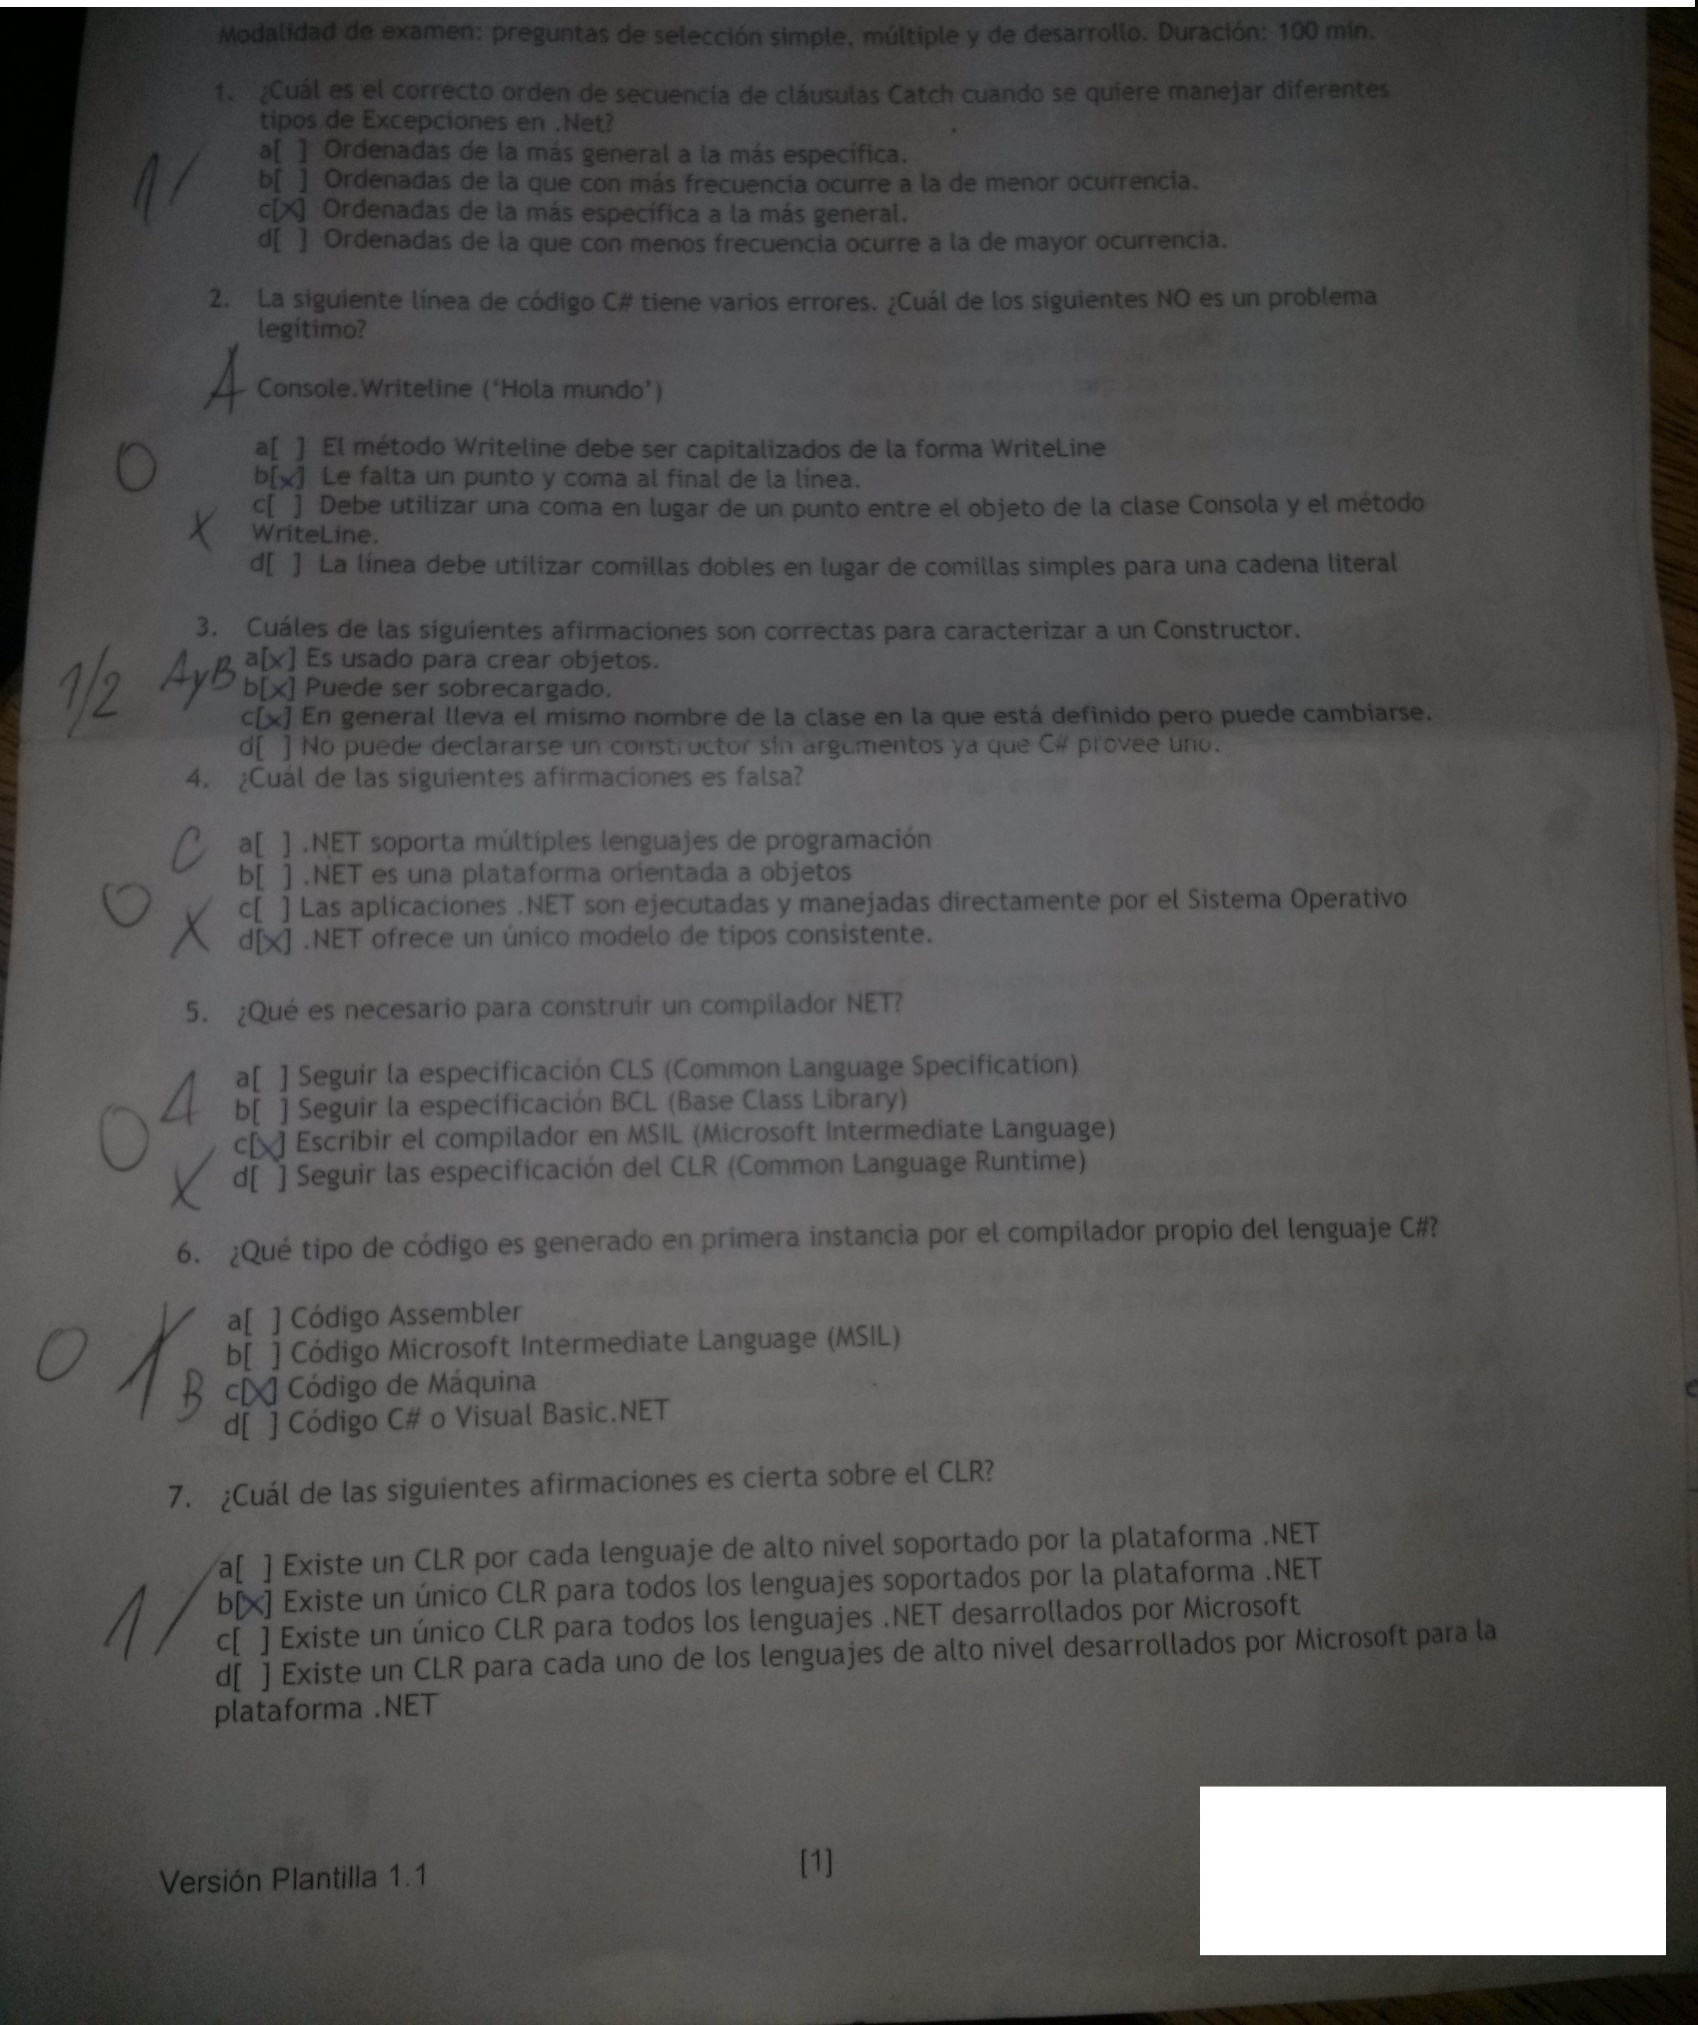 Modalidad de examen: preguntas de selección simple, múltiple y de desarrollo. Duración: 100 min.
1. ¿Cuál es el correcto orden de secuencia de cláusulas Catch cuando se quiere manejar diferentes
tipos de Excepciones en .Net?
a[ ] Ordenadas de la más general a la más específica.
b[ ] Ordenadas de la que con más frecuencia ocurre a la de menor ocurrencia.
1/ c[X] Ordenadas de la más específica a la más general.
d[ ] Ordenadas de la que con menos frecuencia ocurre a la de mayor ocurrencia.
2. La siguiente línea de código C# tiene varios errores. ¿Cuál de los siguientes NO es un problema
legítimo?
A Console.Writeline (‘Hola mundo’)
a[ ] El método Writeline debe ser capitalizados de la forma WriteLine
0 b[x] Le falta un punto y coma al final de la línea.
c[ ] Debe utilizar una coma en lugar de un punto entre el objeto de la clase Consola y el método
X WriteLine.
d[ ] La línea debe utilizar comillas dobles en lugar de comillas simples para una cadena literal
3. Cuáles de las siguientes afirmaciones son correctas para caracterizar a un Constructor.
a[x] Es usado para crear objetos.
1/2 AyB b[x] Puede ser sobrecargado.
c[x] En general lleva el mismo nombre de la clase en la que está definido pero puede cambiarse.
d[ ] No puede declararse un constructor sin argumentos ya que C# provee uno.
4. ¿Cuál de las siguientes afirmaciones es falsa?
C a[ ] .NET soporta múltiples lenguajes de programación
b[ ] .NET es una plataforma orientada a objetos
0 c[ ] Las aplicaciones .NET son ejecutadas y manejadas directamente por el Sistema Operativo
X d[x] .NET ofrece un único modelo de tipos consistente.
5. ¿Qué es necesario para construir un compilador NET?
a[ ] Seguir la especificación CLS (Common Language Specification)
A b[ ] Seguir la especificación BCL (Base Class Library)
0 c[x] Escribir el compilador en MSIL (Microsoft Intermediate Language)
X d[ ] Seguir las especificación del CLR (Common Language Runtime)
6. ¿Qué tipo de código es generado en primera instancia por el compilador propio del lenguaje C#?
a[ ] Código Assembler
0 X b[ ] Código Microsoft Intermediate Language (MSIL)
B c[X] Código de Máquina
d[ ] Código C# o Visual Basic.NET
7. ¿Cuál de las siguientes afirmaciones es cierta sobre el CLR?
a[ ] Existe un CLR por cada lenguaje de alto nivel soportado por la plataforma .NET
1/ b[x] Existe un único CLR para todos los lenguajes soportados por la plataforma .NET
c[ ] Existe un único CLR para todos los lenguajes .NET desarrollados por Microsoft
d[ ] Existe un CLR para cada uno de los lenguajes de alto nivel desarrollados por Microsoft para la
plataforma .NET
Versión Plantilla 1.1
[1]